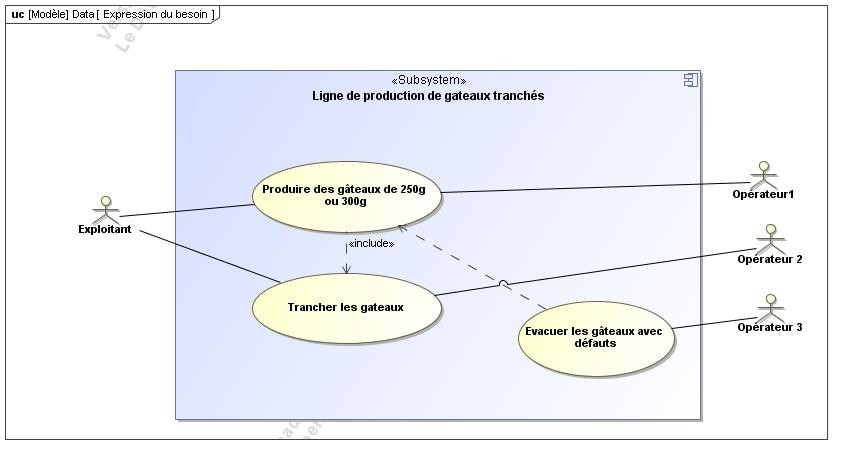 uc [Modèle] Data [ Expression du besoin ]
«Subsystem»
Ligne de production de gateaux tranchés
Produire des gâteaux de 250g
ou 300g
Opérateur1
Exploitant
«include»
Opérateur 2
Trancher les gateaux
Evacuer les gâteaux avec
défauts
Opérateur 3